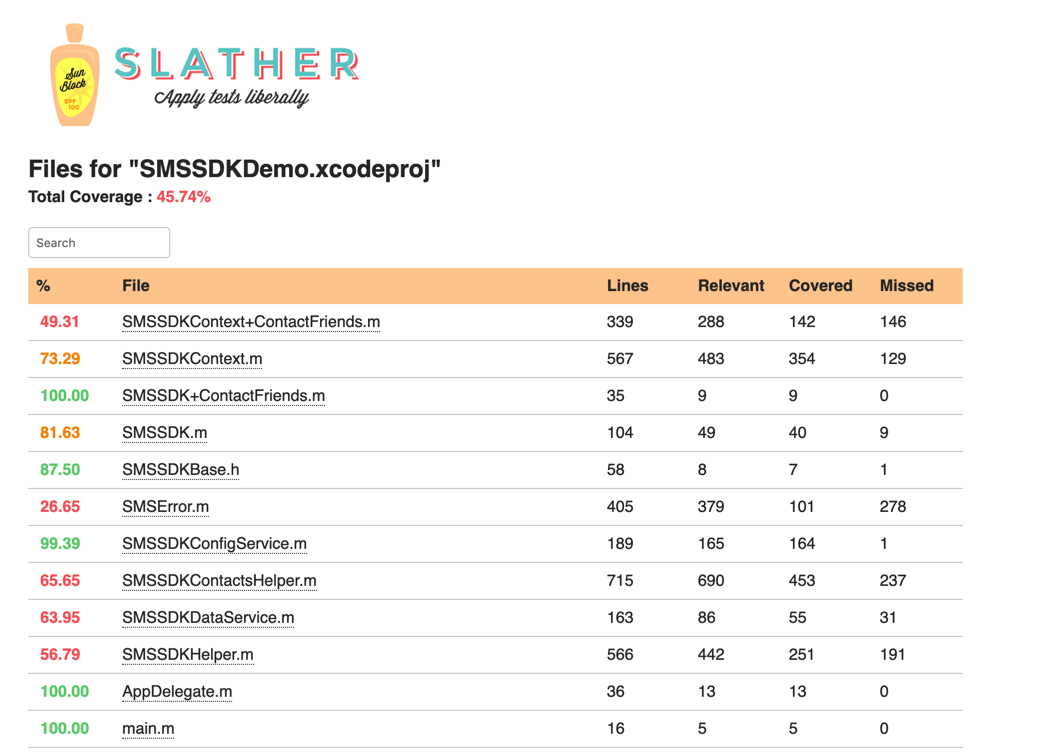 Sun
Block
SPF
100
SLATHER
Apply tests liberally
Files for "SMSSDKDemo.xcodeproj"
Total Coverage : 45.74%
Search
% File Lines Relevant Covered Missed
49.31 SMSSDKContext+ContactFriends.m 339 288 142 146
73.29 SMSSDKContext.m 567 483 354 129
100.00 SMSSDK+ContactFriends.m 35 9 9 0
81.63 SMSSDK.m 104 49 40 9
87.50 SMSSDKBase.h 58 8 7 1
26.65 SMSError.m 405 379 101 278
99.39 SMSSDKConfigService.m 189 165 164 1
65.65 SMSSDKContactsHelper.m 715 690 453 237
63.95 SMSSDKDataService.m 163 86 55 31
56.79 SMSSDKHelper.m 566 442 251 191
100.00 AppDelegate.m 36 13 13 0
100.00 main.m 16 5 5 0